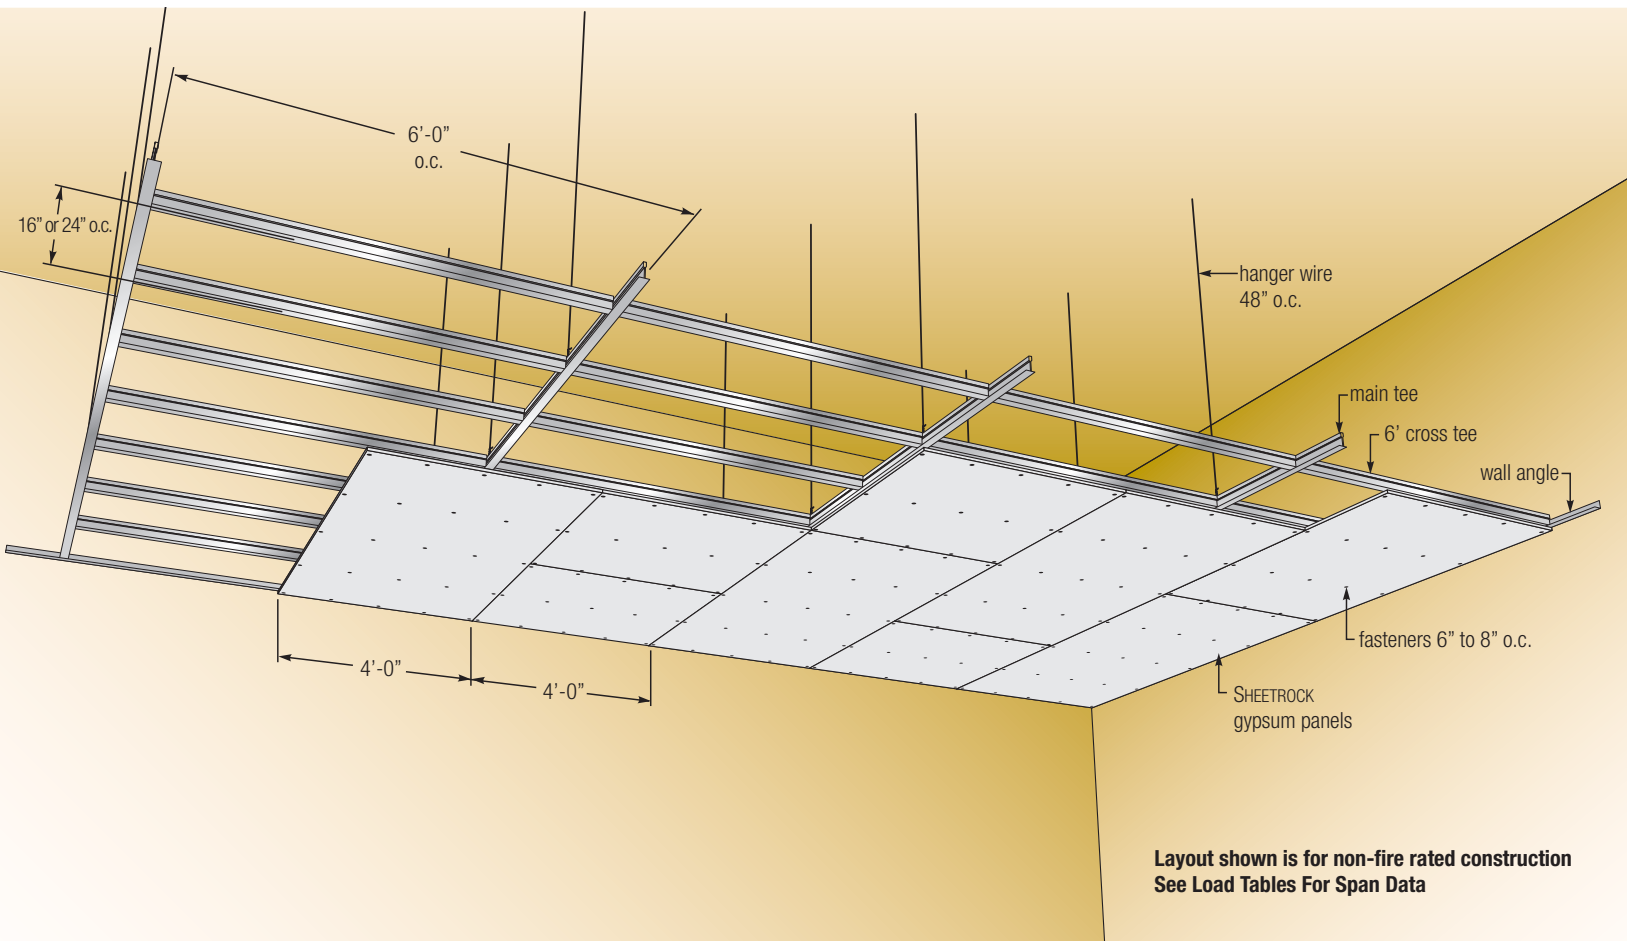 6’-0”
o.c.
16” or 24” o.c.
hanger wire
48” o.c.
main tee
6’ cross tee
wall angle
fasteners 6” to 8” o.c.
4’-0”
4’-0”
SHEETROCK
gypsum panels
Layout shown is for non-fire rated construction
See Load Tables For Span Data